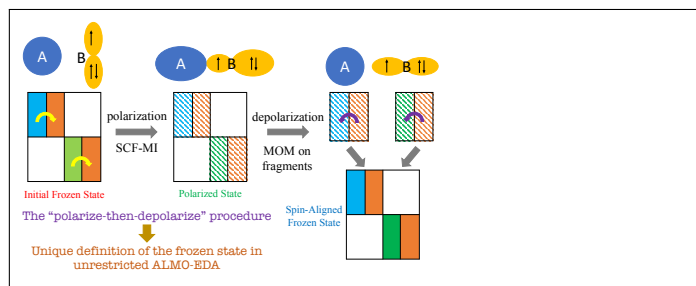 A
B
A
B
A
B
polarization
SCF-MI
depolarization
MOM on
fragments
Initial Frozen State
Polarized State
The “polarize-then-depolarize” procedure
Spin-Aligned
Frozen State
Unique definition of the frozen state in
unrestricted ALMO-EDA